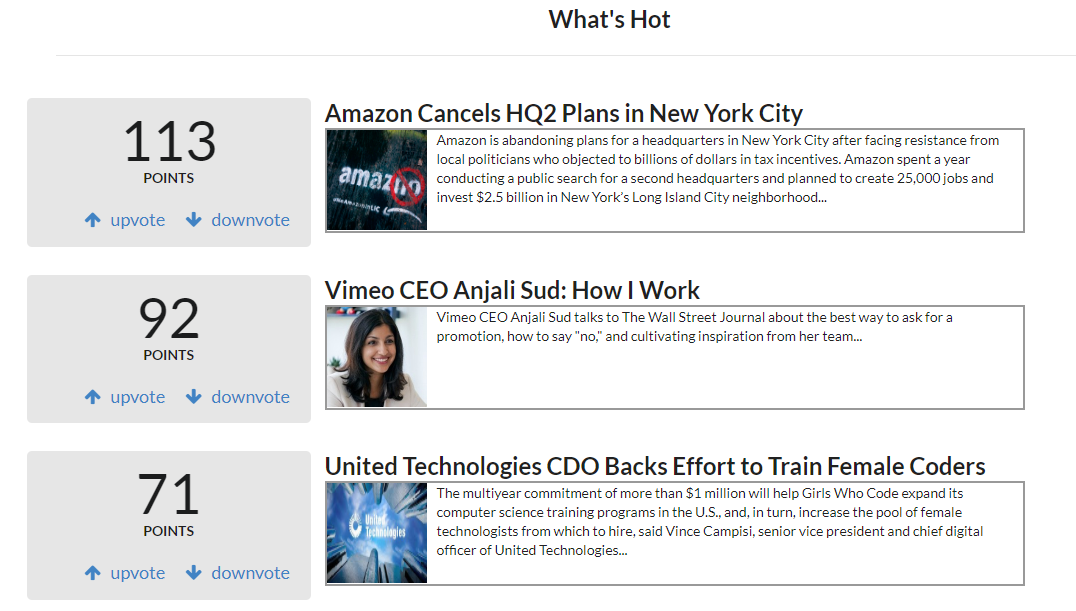 What's Hot
113
POINTS
upvote downvote
Amazon Cancels HQ2 Plans in New York City
amazon
Amazon is abandoning plans for a headquarters in New York City after facing resistance from
local politicians who objected to billions of dollars in tax incentives. Amazon spent a year
conducting a public search for a second headquarters and planned to create 25,000 jobs and
invest $2.5 billion in New York's Long Island City neighborhood...
92
POINTS
upvote downvote
Vimeo CEO Anjali Sud: How I Work
Vimeo CEO Anjali Sud talks to The Wall Street Journal about the best way to ask for a
promotion, how to say "no," and cultivating inspiration from her team...
71
POINTS
upvote downvote
United Technologies CDO Backs Effort to Train Female Coders
United
Technologies
The multiyear commitment of more than $1 million will help Girls Who Code expand its
computer science training programs in the U.S., and, in turn, increase the pool of female
technologists from which to hire, said Vince Campisi, senior vice president and chief digital
officer of United Technologies...